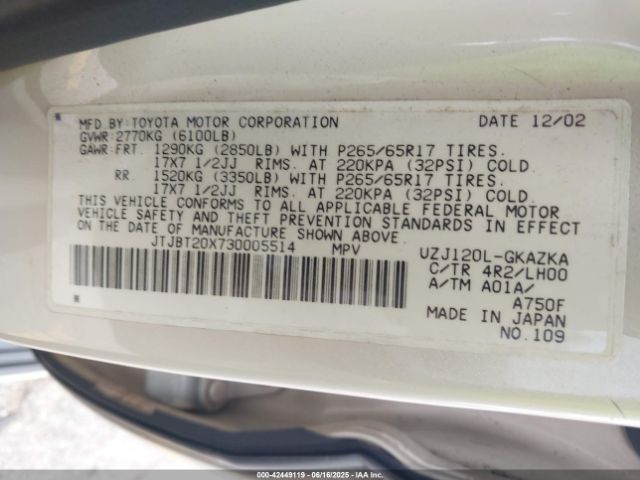 MFD BY: TOYOTA MOTOR CORPORATION DATE 12/02
GVWR: 2770KG (6100LB)
GAWR: FRT. 1290KG (2850LB) WITH P265/65R17 TIRES.
17X7 1/2JJ RIMS. AT 220KPA (32PSI) COLD.
RR. 1520KG (3350LB) WITH P265/65R17 TIRES.
17X7 1/2JJ RIMS. AT 220KPA (32PSI) COLD.
THIS VEHICLE CONFORMS TO ALL APPLICABLE FEDERAL MOTOR
VEHICLE SAFETY AND THEFT PREVENTION STANDARDS IN EFFECT
ON THE DATE OF MANUFACTURE SHOWN ABOVE.
JTJBT20X730005514 MPV UZJ120L-GKAZKA
C/TR 4R2/LH00
A/TM A01A/
A750F
MADE IN JAPAN
NO.109
000-42449119 - 06/16/2025 - IAAI.COM